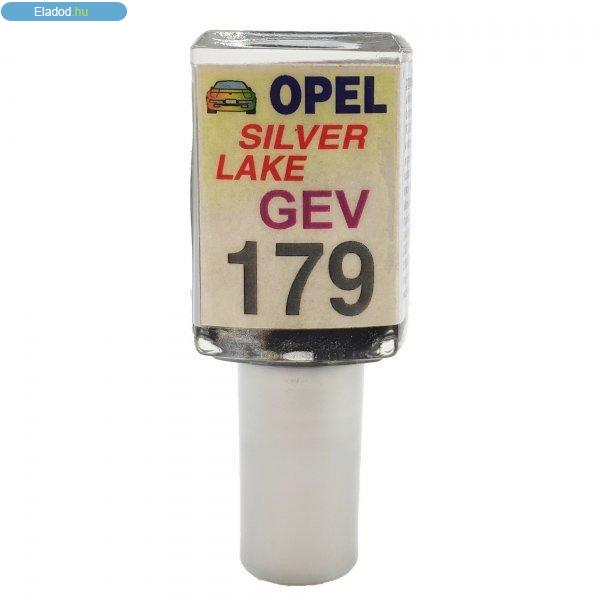 Eladod.hu
OPEL
SILVER
LAKE
GEV
179